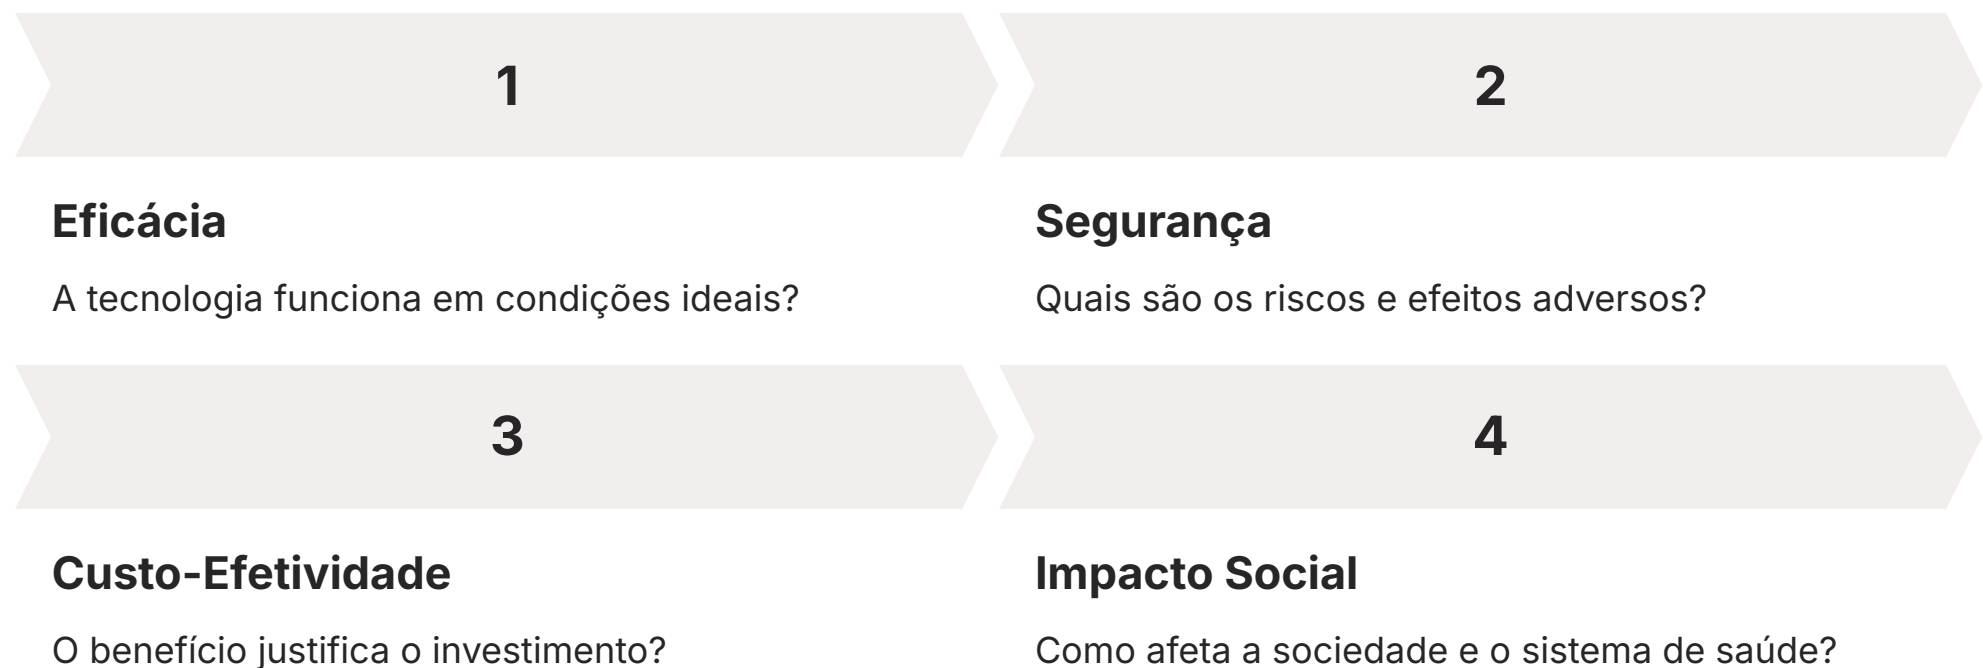 1
Eficácia
A tecnologia funciona em condições ideais?
2
Segurança
Quais são os riscos e efeitos adversos?
3
Custo-Efetividade
O benefício justifica o investimento?
4
Impacto Social
Como afeta a sociedade e o sistema de saúde?